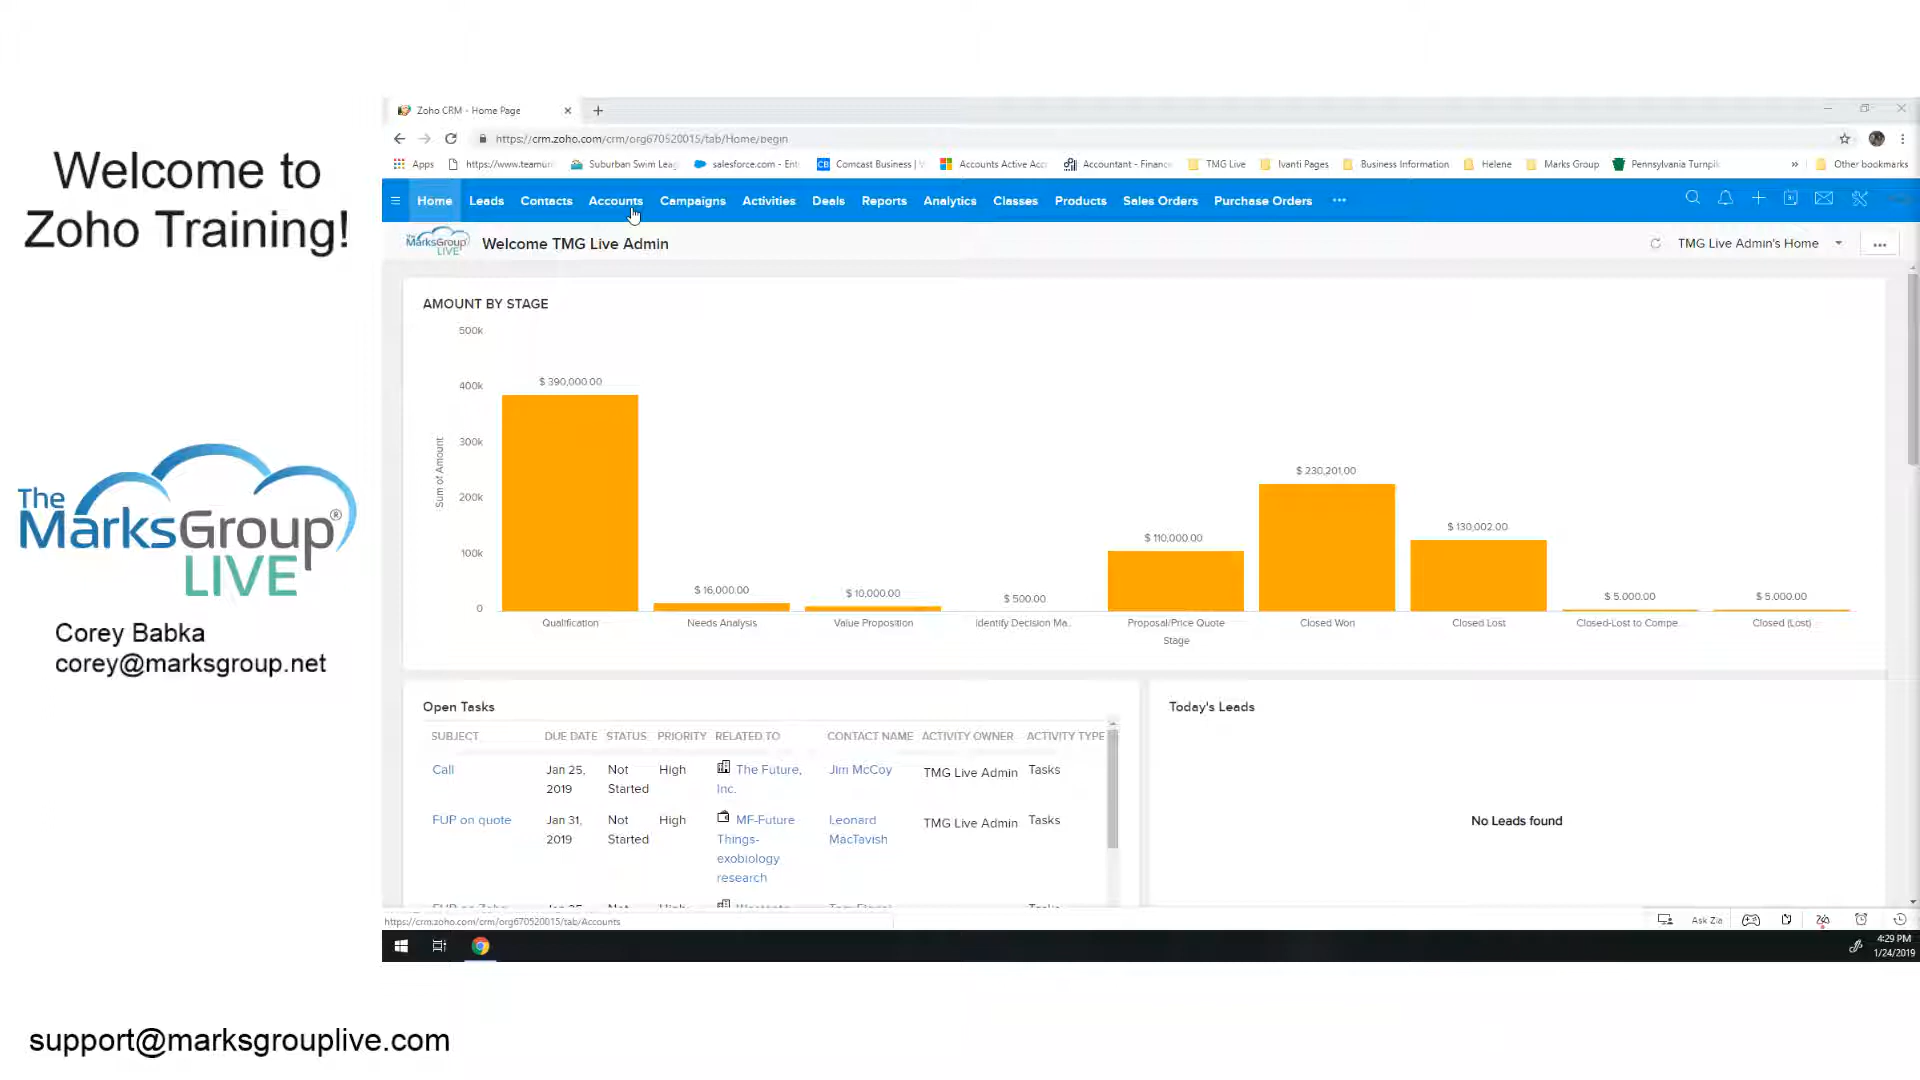 Welcome to
Zoho Training!
The
MarksGroup®
LIVE
Corey Babka
corey@marksgroup.net
support@marksgrouplive.com
Zoho CRM - Home Page
https://crm.zoho.com/crm/org670520015/tab/Home/begin
Apps https://www.teamu Suburban Swim Leag salesforce.com - Ent Comcast Business | Accounts Active Acc Accountant - Financ TMG Live Ivanti Pages Business Information Helene Marks Group Pennsylvania Turnpik » Other bookmarks
Home Leads Contacts Accounts Campaigns Activities Deals Reports Analytics Classes Products Sales Orders Purchase Orders ...
The MarksGroup LIVE Welcome TMG Live Admin TMG Live Admin's Home ...
AMOUNT BY STAGE
500k
400k
300k
200k
100k
0
Sum of Amount
$ 390,000.00
$ 16,000.00
$ 10,000.00
$ 500.00
$ 110,000.00
$ 230,201.00
$ 130,002.00
$ 5,000.00
$ 5,000.00
Qualification Needs Analysis Value Proposition Identify Decision Ma.. Proposal/Price Quote Closed Won Closed Lost Closed-Lost to Compe.. Closed (Lost)
Stage
Open Tasks
SUBJECT DUE DATE STATUS PRIORITY RELATED TO CONTACT NAME ACTIVITY OWNER ACTIVITY TYPE
Call Jan 25, Not High The Future, Jim McCoy TMG Live Admin Tasks
2019 Started Inc.
FUP on quote Jan 31, Not High MF-Future Leonard TMG Live Admin Tasks
2019 Started Things- MacTavish
exobiology
research
Today's Leads
No Leads found
https://crm.zoho.com/crm/org670520015/tab/Accounts
Ask Zia
4:29 PM
1/24/2019